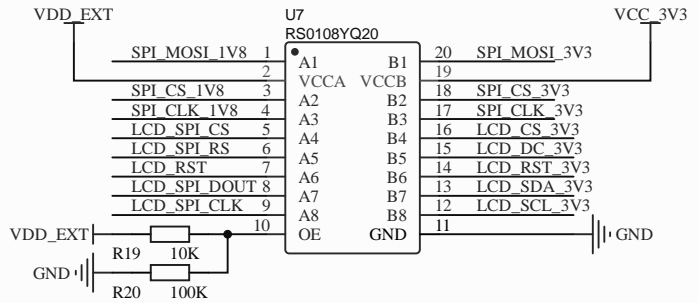 VDD_EXT U7 VCC_3V3
RS0108YQ20
SPI_MOSI_1V8 1 A1 B1 20 SPI_MOSI_3V3
2 VCCA VCCB 19
SPI_CS_1V8 3 A2 B2 18 SPI_CS_3V3
SPI_CLK_1V8 4 A3 B3 17 SPI_CLK_3V3
LCD_SPI_CS 5 A4 B4 16 LCD_CS_3V3
LCD_SPI_RS 6 A5 B5 15 LCD_DC_3V3
LCD_RST 7 A6 B6 14 LCD_RST_3V3
LCD_SPI_DOUT 8 A7 B7 13 LCD_SDA_3V3
LCD_SPI_CLK 9 A8 B8 12 LCD_SCL_3V3
VDD_EXT 10 OE GND 11 GND
R19 10K
GND
R20 100K